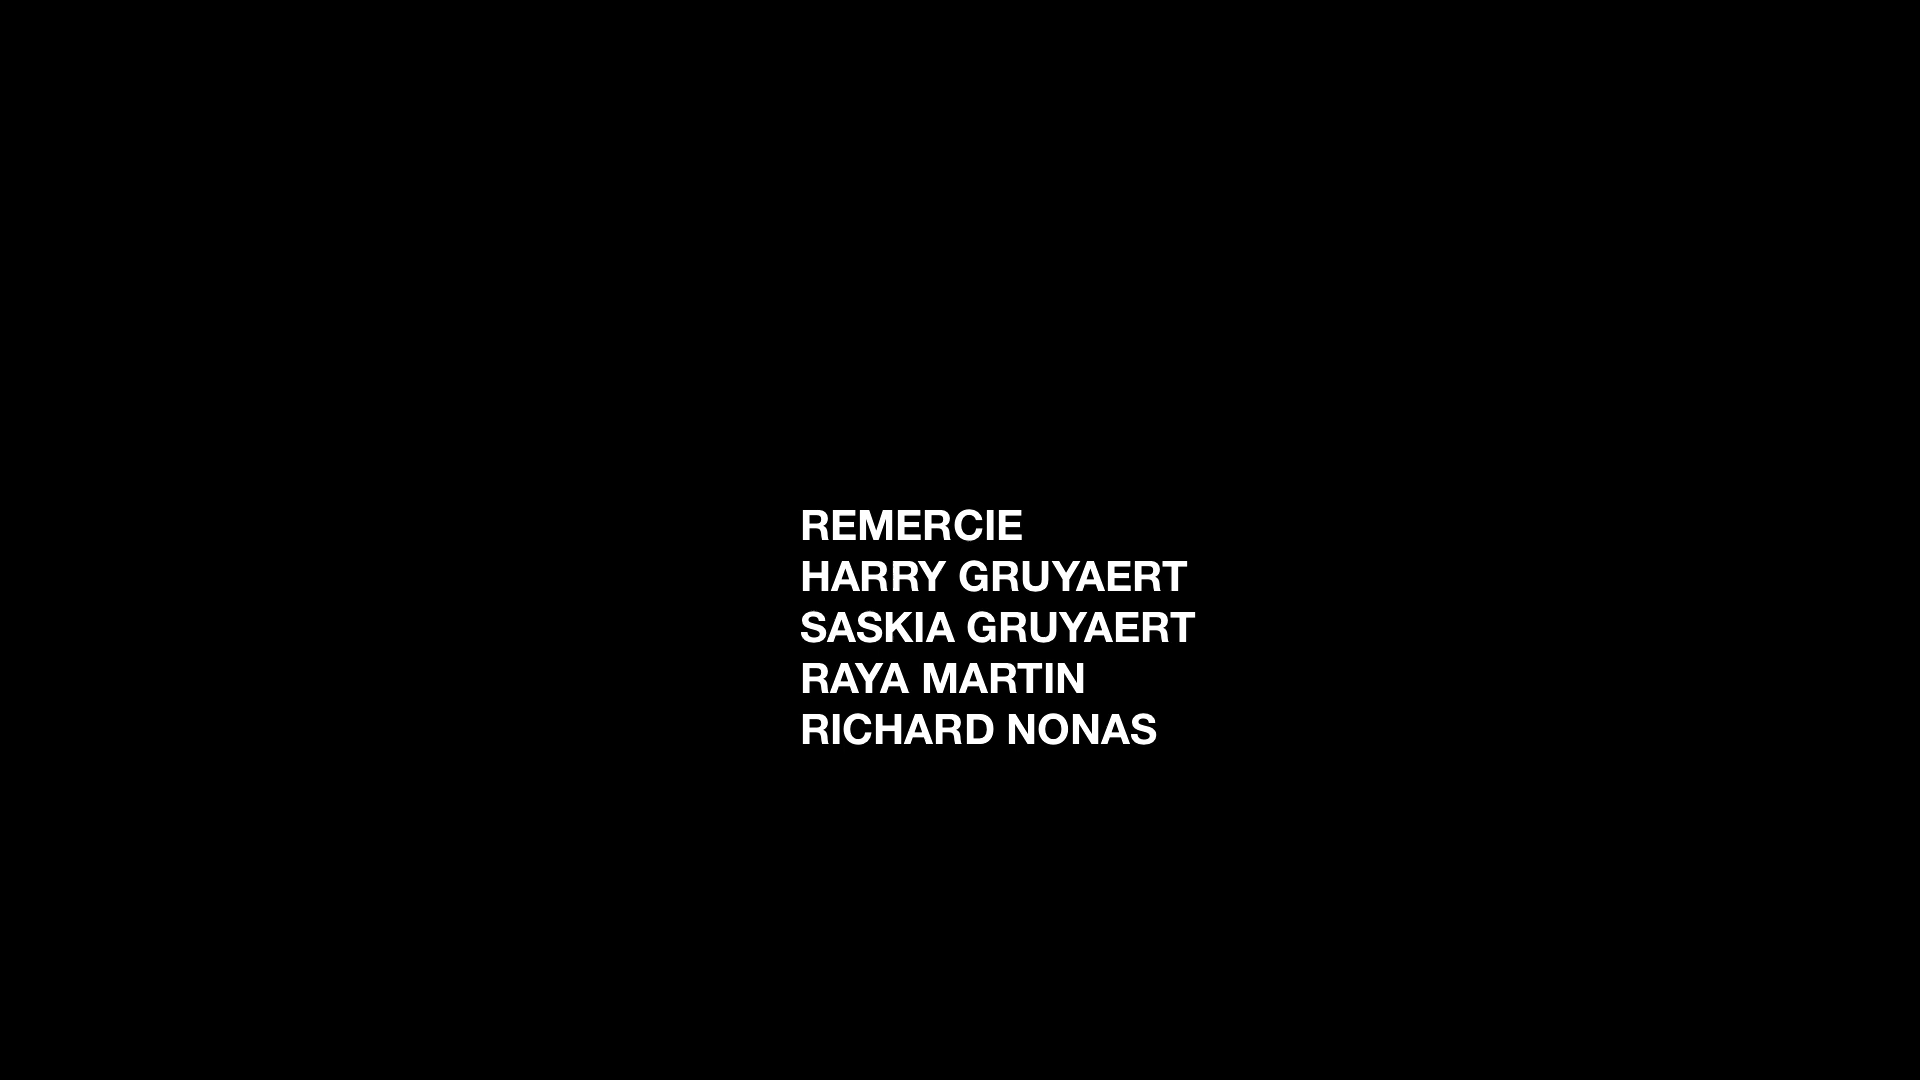 REMERCIE
HARRY GRUYAERT
SASKIA GRUYAERT
RAYA MARTIN
RICHARD NONAS